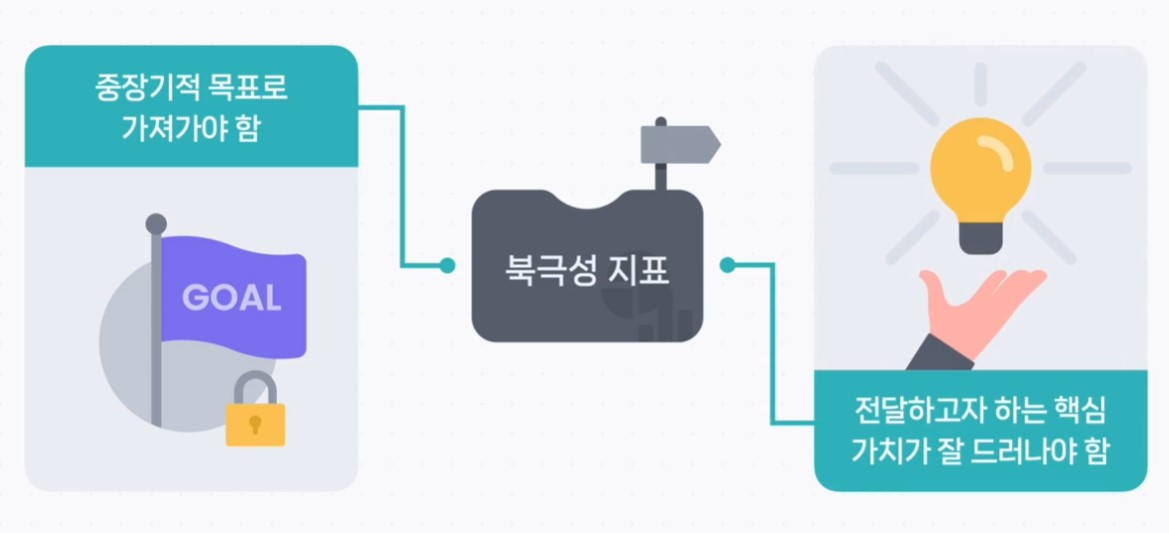 중장기적 목표로
가져가야 함
GOAL
북극성 지표
전달하고자 하는 핵심
가치가 잘 드러나야 함